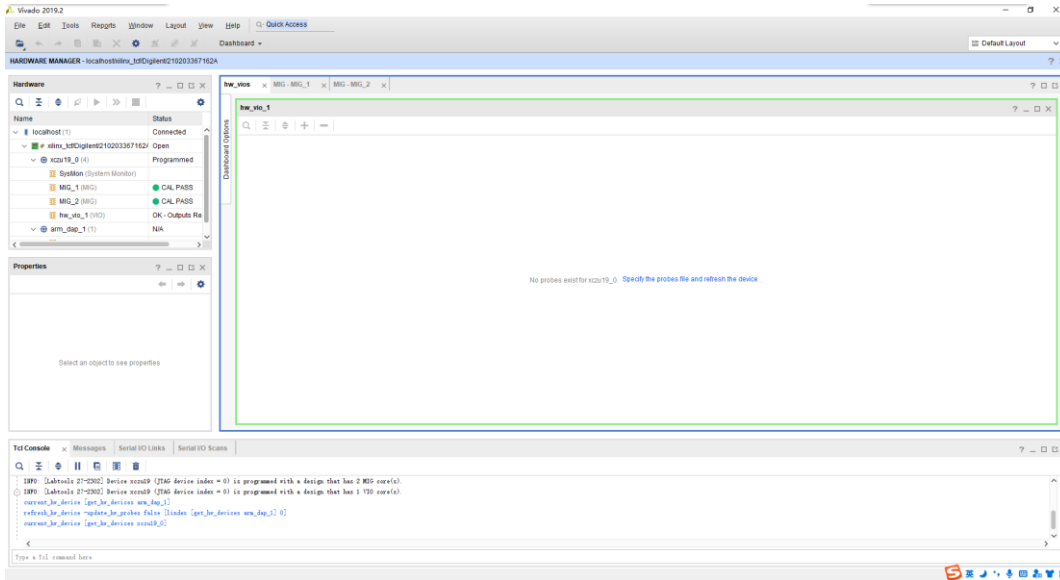 Vivado 2019.2
File Edit Tools Reports Window Layout View Help Q- Quick Access
Dashboard
Default Layout
HARDWARE MANAGER - localhost/xilinx_tcf/Digilent/210203367162A
Hardware
Name Status
localhost (1) Connected
xilinx_tcf/Digilent/210203367162A Open
xczu19_0 (4) Programmed
SysMon (System Monitor)
MIG_1 (MIG) CAL PASS
MIG_2 (MIG) CAL PASS
hw_vio_1 (VIO) OK - Outputs Re
arm_dap_1 (1) N/A
Properties
Select an object to see properties
hw_vios MIG - MIG_1 MIG - MIG_2
Dashboard Options
hw_vio_1
No probes exist for xczu19_0. Specify the probes file and refresh the device.
Tcl Console Messages Serial I/O Links Serial I/O Scans
INFO: [Labtools 27-2302] Device xczu19 (JTAG device index = 0) is programmed with a design that has 2 MIG core(s).
INFO: [Labtools 27-2302] Device xczu19 (JTAG device index = 0) is programmed with a design that has 1 VIO core(s).
current_hw_device [get_hw_devices arm_dap_1]
refresh_hw_device -update_hw_probes false [lindex [get_hw_devices arm_dap_1] 0]
current_hw_device [get_hw_devices xczu19_0]
Type a Tcl command here
英